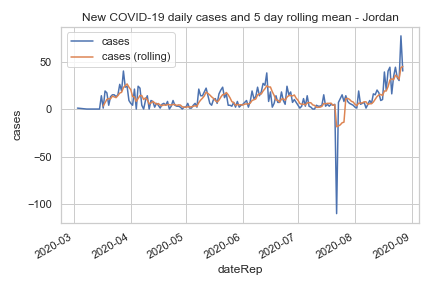 New COVID-19 daily cases and 5 day rolling mean - Jordan
cases
cases (rolling)
50
0
−50
−100
cases
2020-03
2020-04
2020-05
2020-06
2020-07
2020-08
2020-09
dateRep